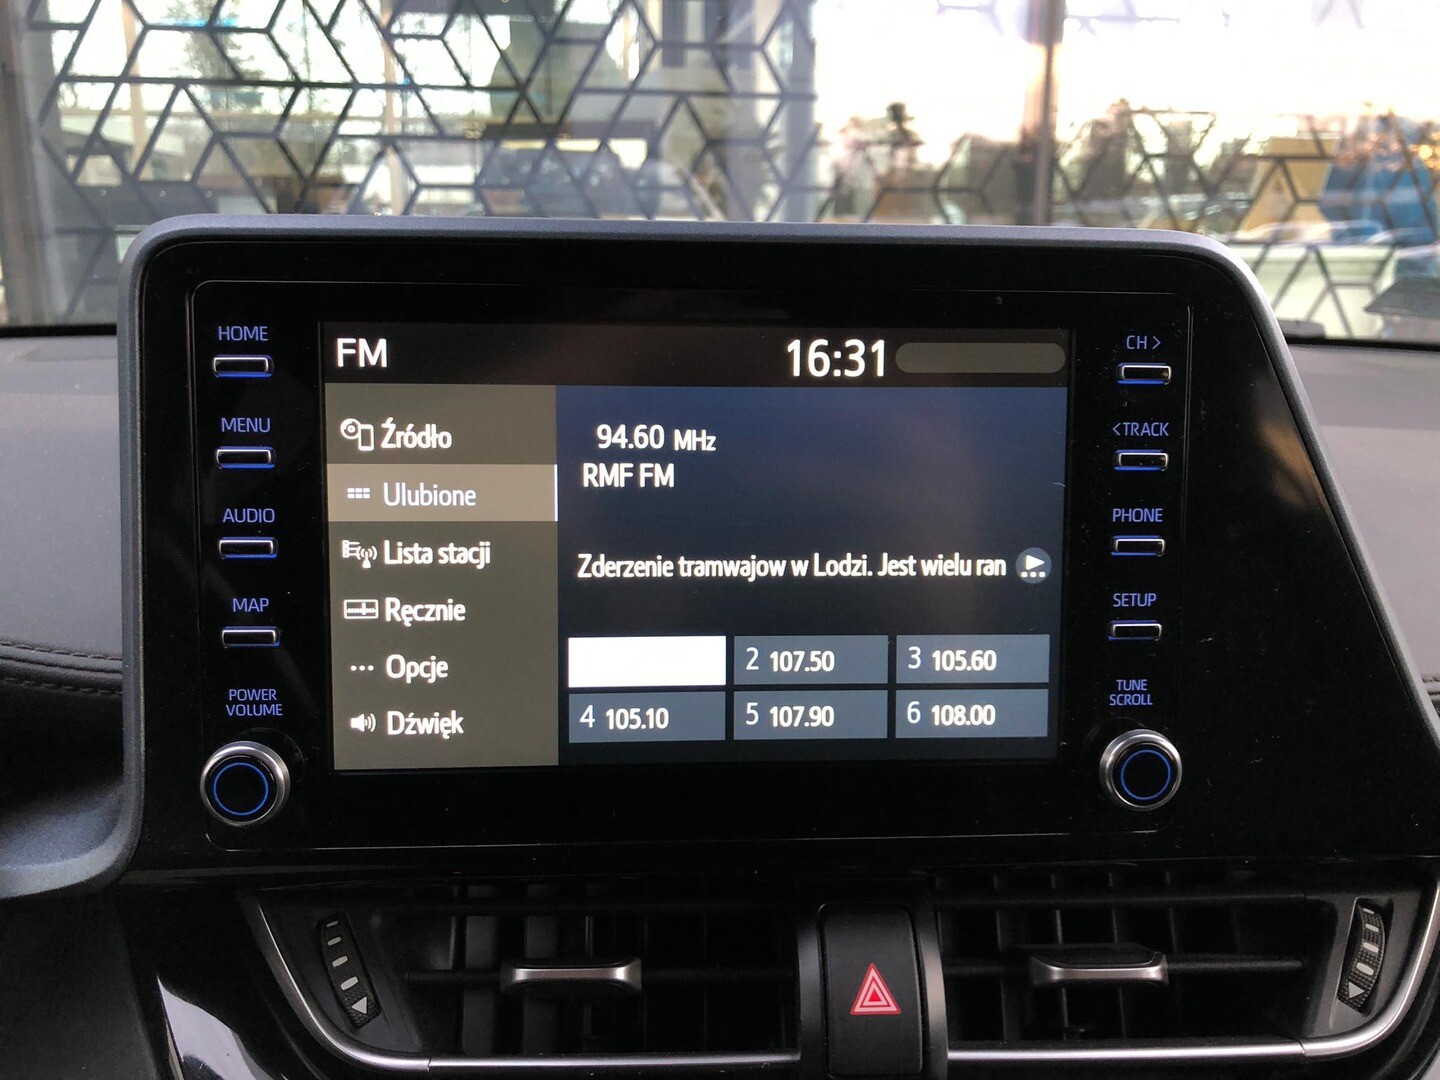 HOME
MENU
AUDIO
MAP
POWER
VOLUME
FM
16:31
Źródło
Ulubione
Lista stacji
Ręcznie
Opcje
Dźwięk
94.60 MHz
RMF FM
Zderzenie tramwajow w Lodzi. Jest wielu ran
2 107.50
3 105.60
4 105.10
5 107.90
6 108.00
CH >
<TRACK
PHONE
SETUP
TUNE
SCROLL